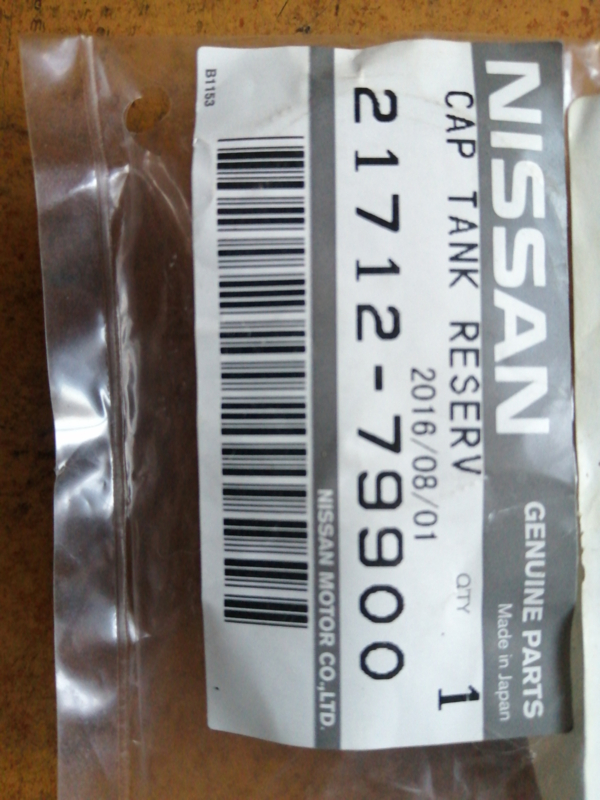 NISSAN GENUINE PARTS
Made in Japan
CAP TANK RESERV Q'TY 1
2016/08/01
21712-79900
NISSAN MOTOR CO.,LTD.
B1153